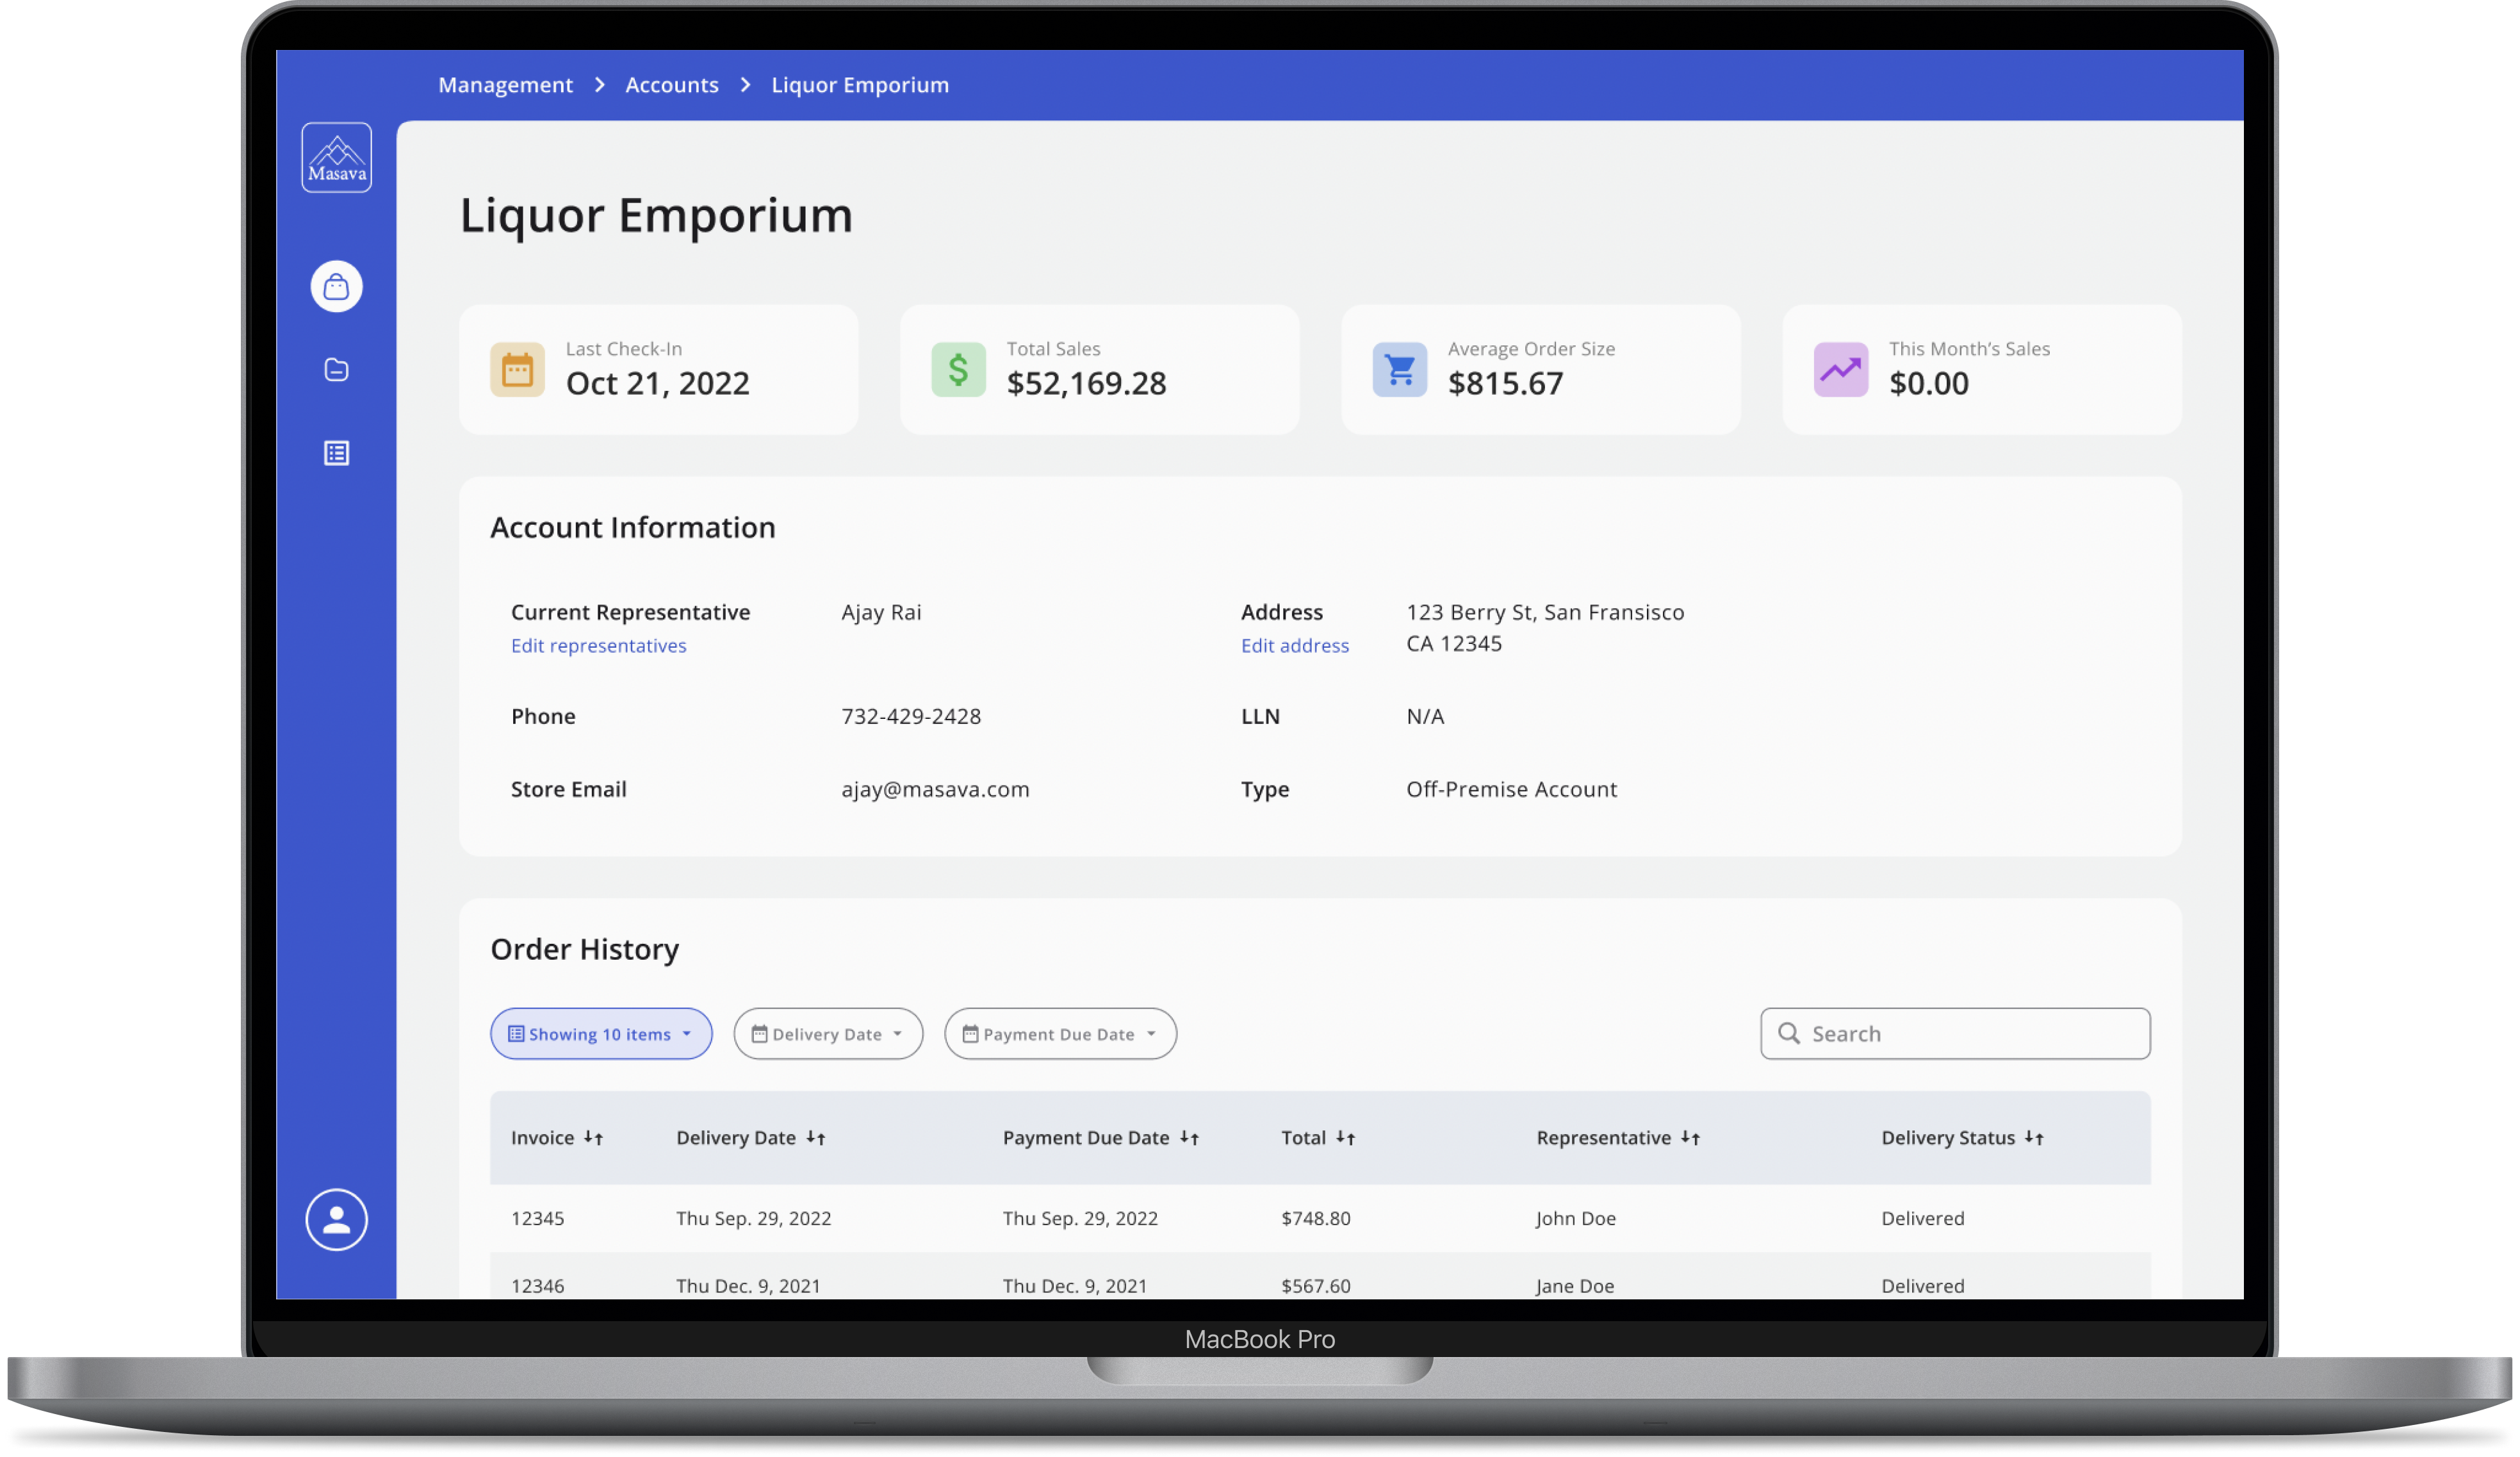 Management > Accounts > Liquor Emporium
Masava
Liquor Emporium
Last Check-In
Oct 21, 2022
Total Sales
$52,169.28
Average Order Size
$815.67
This Month's Sales
$0.00
Account Information
Current Representative Ajay Rai
Edit representatives
Address 123 Berry St, San Fransisco
Edit address CA 12345
Phone 732-429-2428 LLN N/A
Store Email ajay@masava.com Type Off-Premise Account
Order History
Showing 10 items Delivery Date Payment Due Date Search
Invoice Delivery Date Payment Due Date Total Representative Delivery Status
12345 Thu Sep. 29, 2022 Thu Sep. 29, 2022 $748.80 John Doe Delivered
12346 Thu Dec. 9, 2021 Thu Dec. 9, 2021 $567.60 Jane Doe Delivered
MacBook Pro